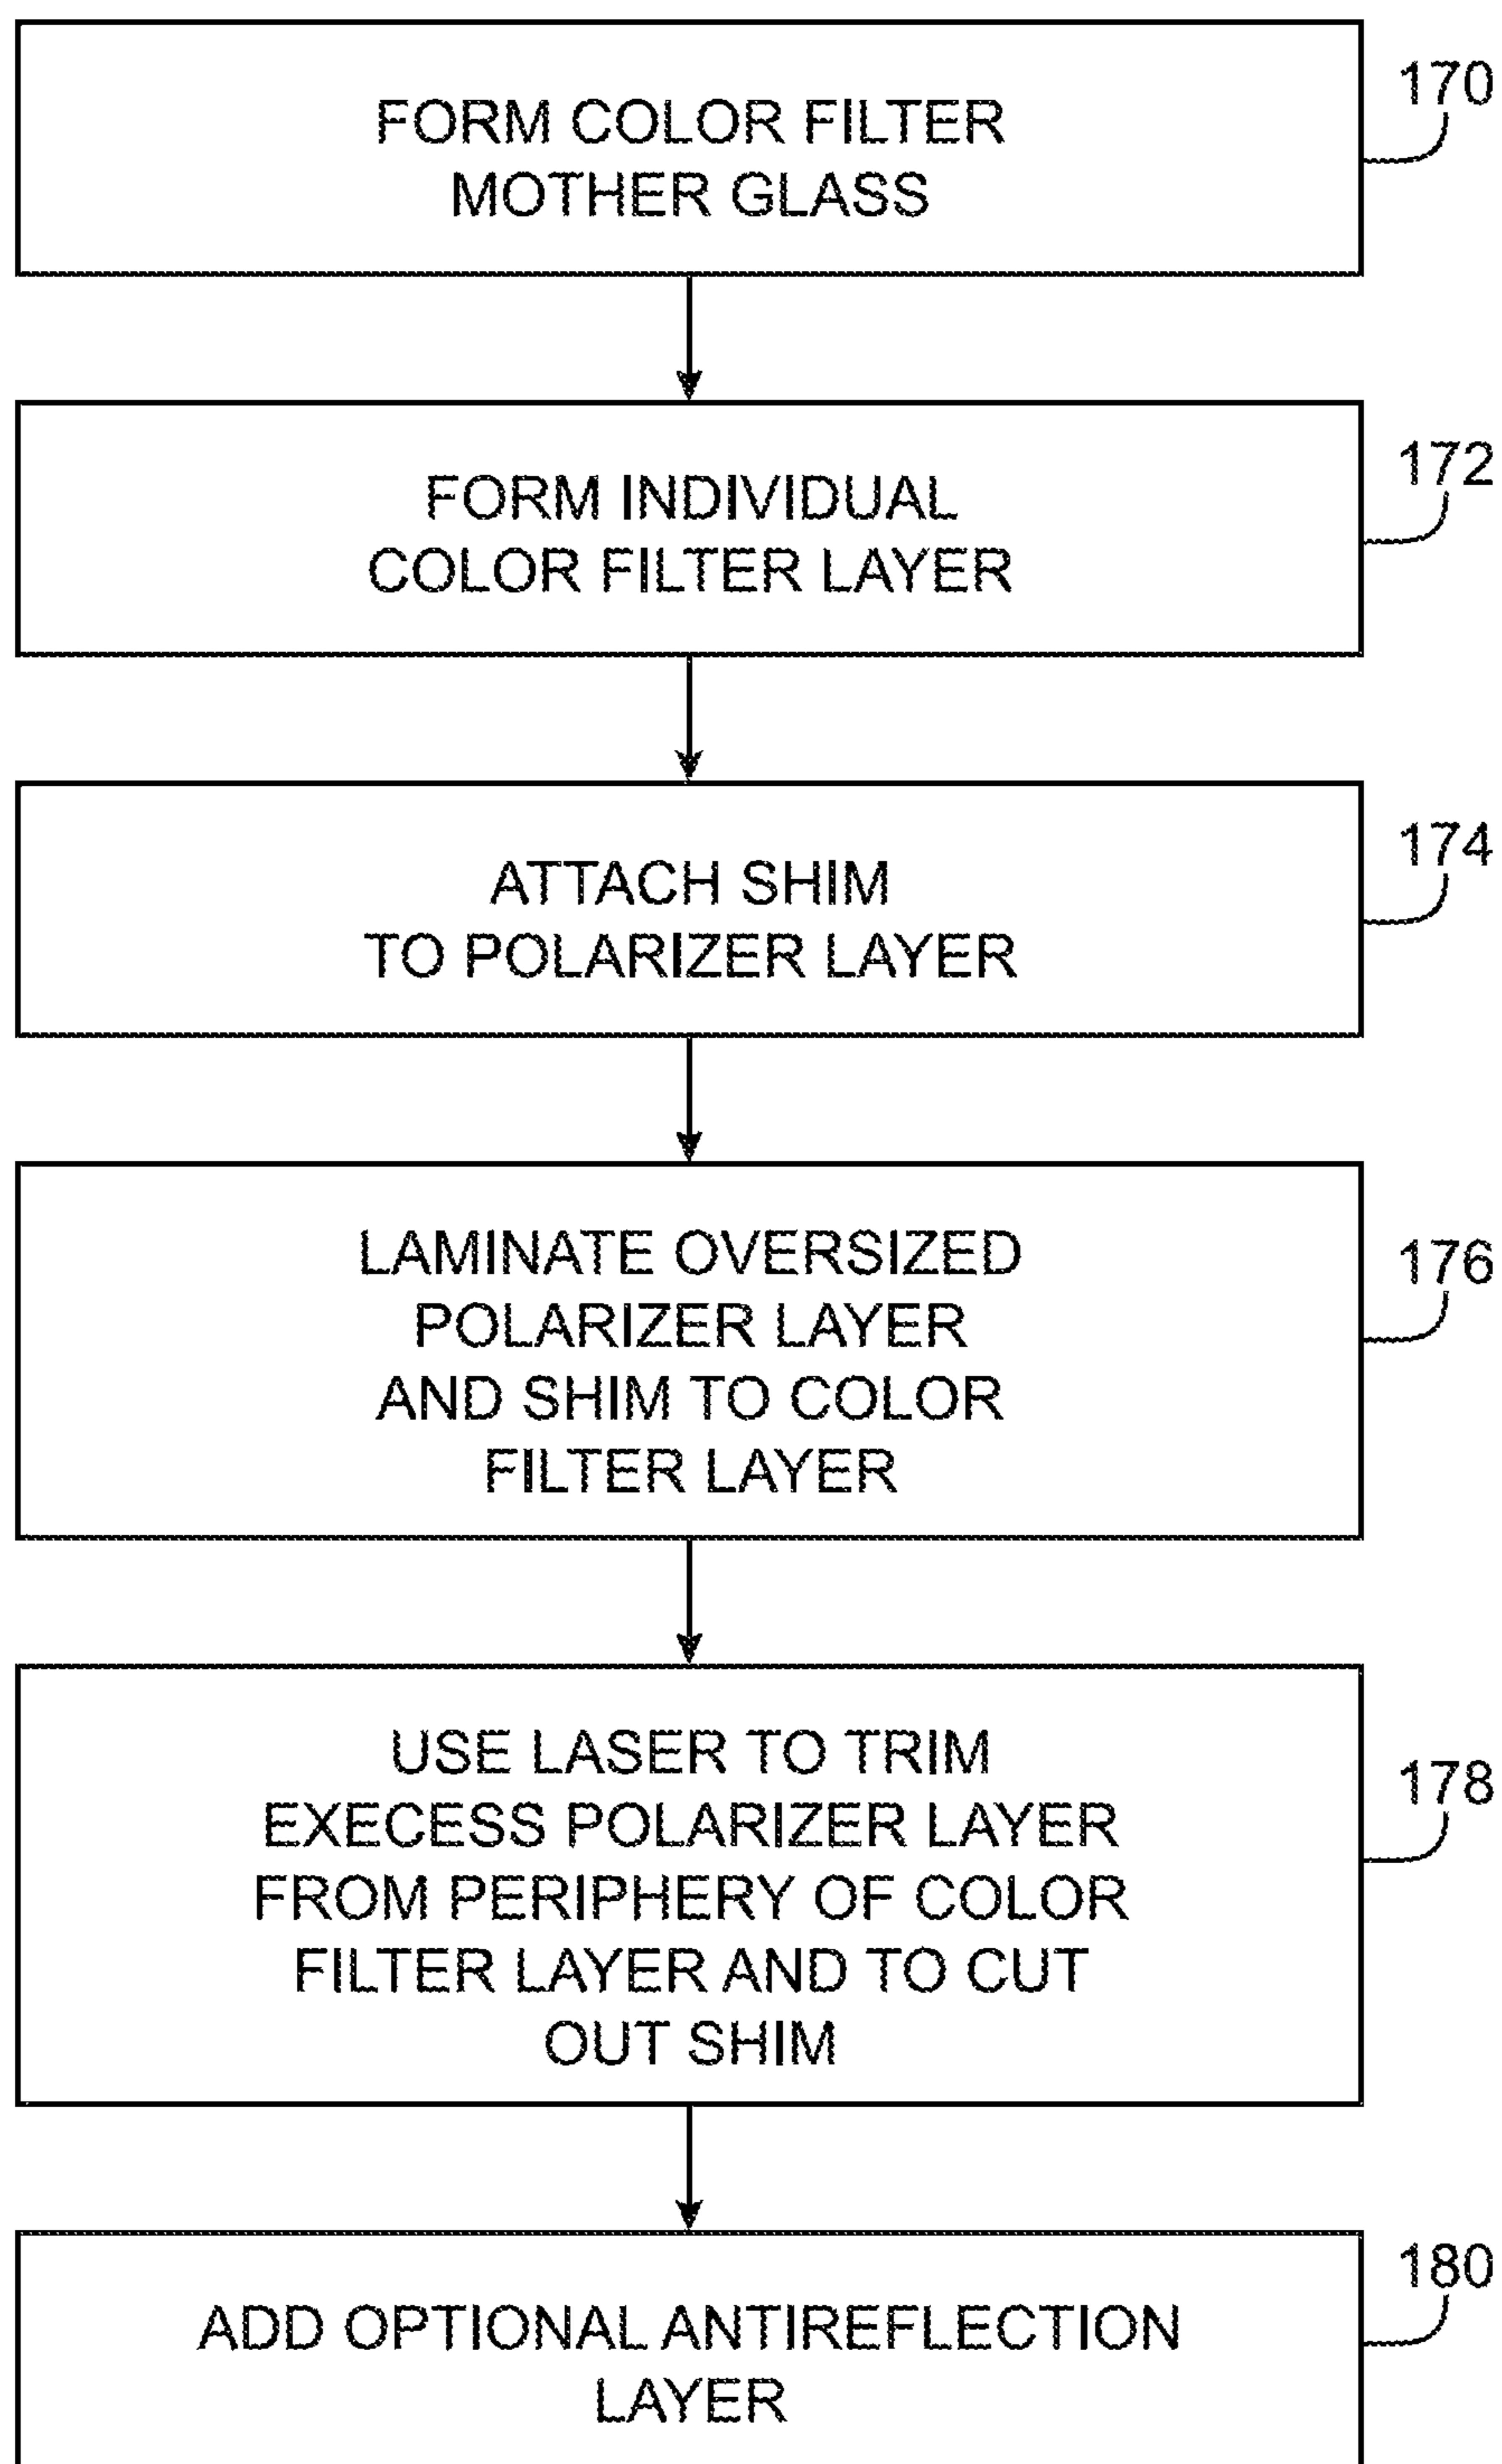 FORM COLOR FILTER
MOTHER GLASS
170
FORM INDIVIDUAL
COLOR FILTER LAYER
172
ATTACH SHIM
TO POLARIZER LAYER
174
LAMINATE OVERSIZED
POLARIZER LAYER
AND SHIM TO COLOR
FILTER LAYER
176
USE LASER TO TRIM
EXECESS POLARIZER LAYER
FROM PERIPHERY OF COLOR
FILTER LAYER AND TO CUT
OUT SHIM
178
ADD OPTIONAL ANTIREFLECTION
LAYER
180